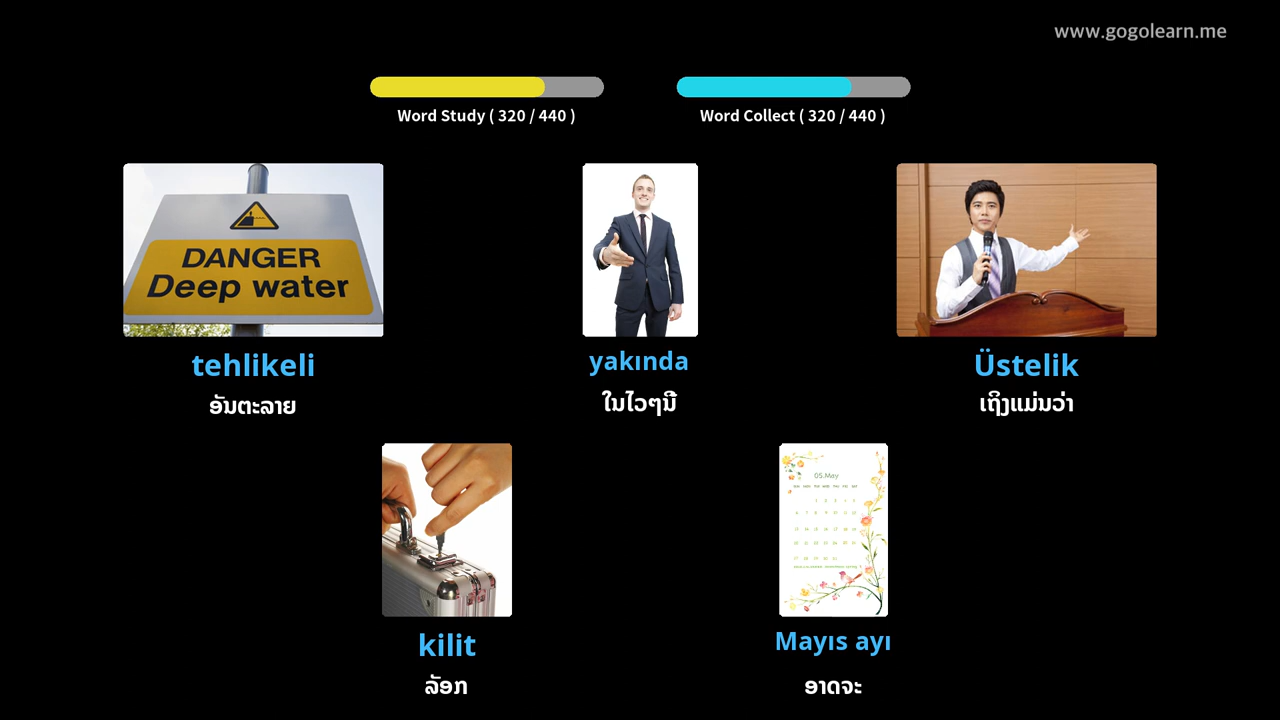 www.gogolearn.me
Word Study ( 320 / 440 )
Word Collect ( 320 / 440 )
DANGER
Deep water
tehlikeli
yakında
Üstelik
ອັນຕະລາຍ
ໃນໄວໆນີ້
ເຖິງແມ່ນວ່າ
05.May
kilit
Mayıs ayı
ລັອກ
ອາດຈະ